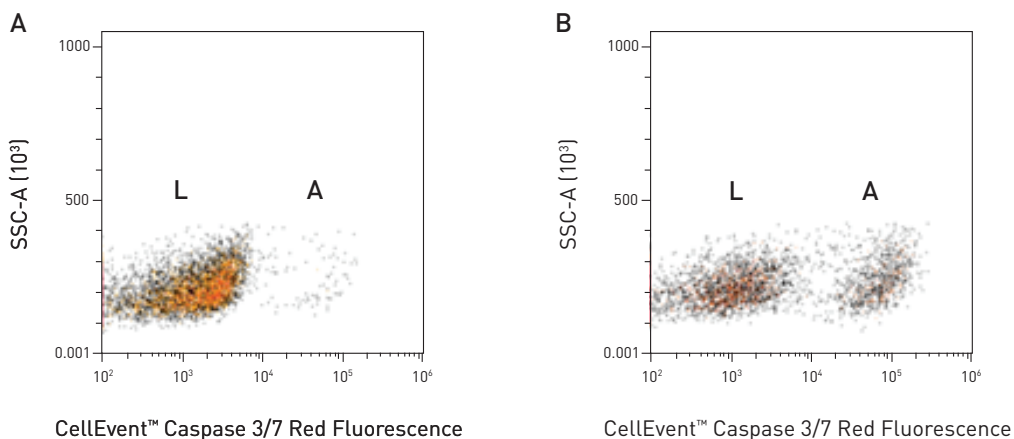 A
1000
SSC-A (10³)
500
0.001
L
A
10² 10³ 10⁴ 10⁵ 10⁶
CellEvent™ Caspase 3/7 Red Fluorescence
B
1000
SSC-A (10³)
500
0.001
L
A
10² 10³ 10⁴ 10⁵ 10⁶
CellEvent™ Caspase 3/7 Red Fluorescence